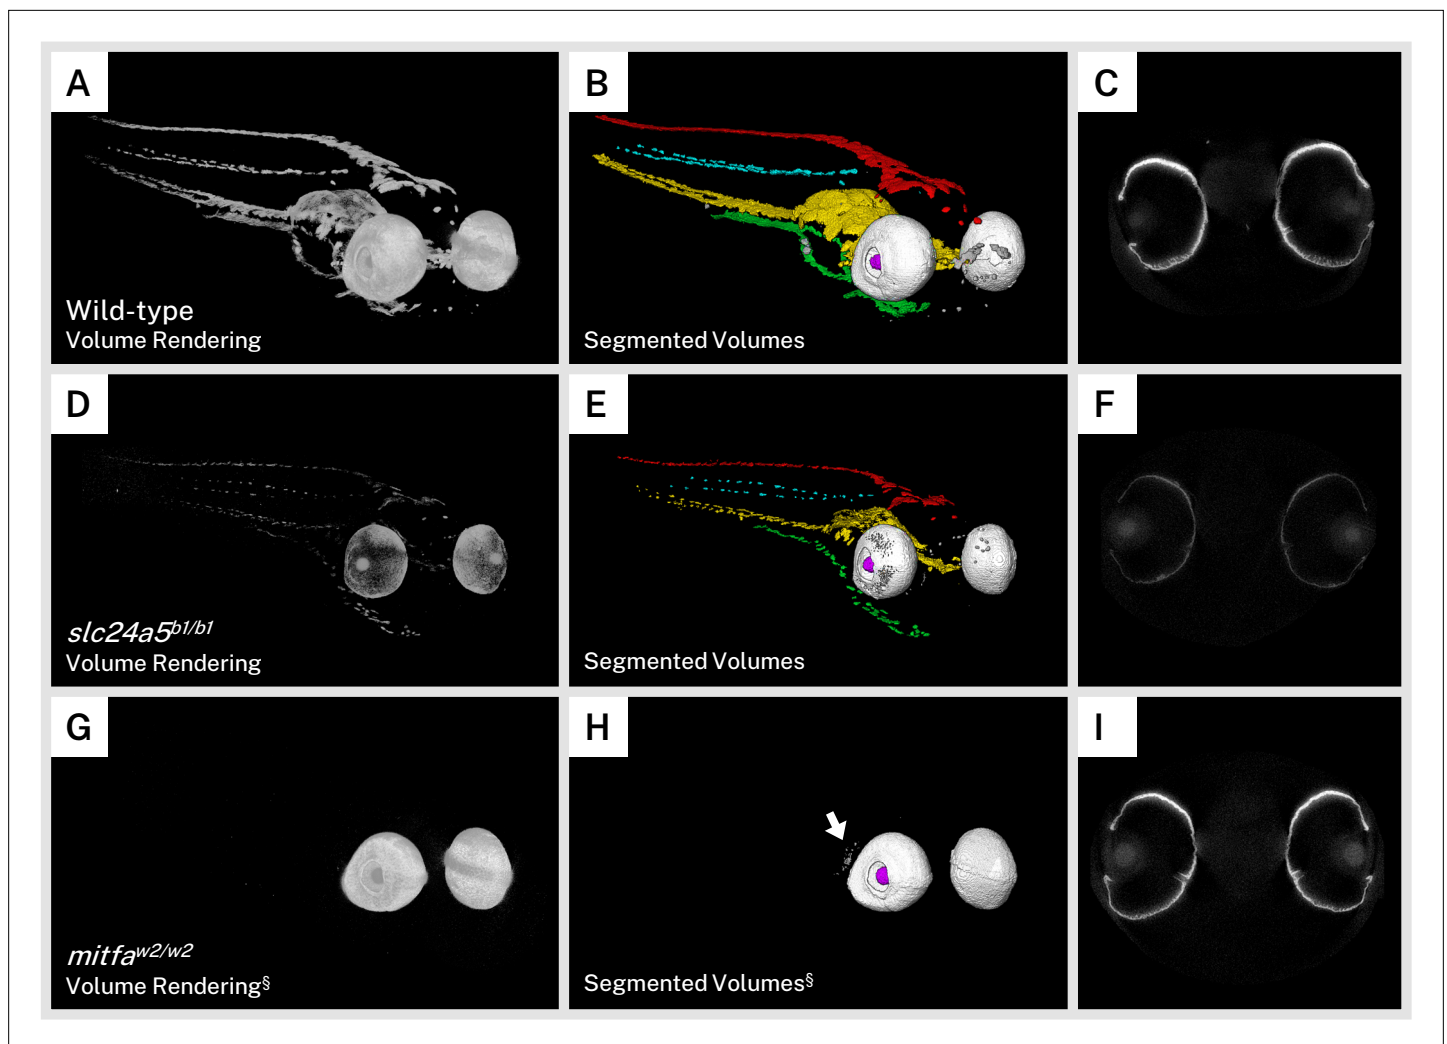 A
B
C
Wild-type
Volume Rendering
Segmented Volumes
D
E
F
slc24a5b1/b1
Volume Rendering
Segmented Volumes
G
H
I
mitfaw2/w2
Volume Rendering§
Segmented Volumes§